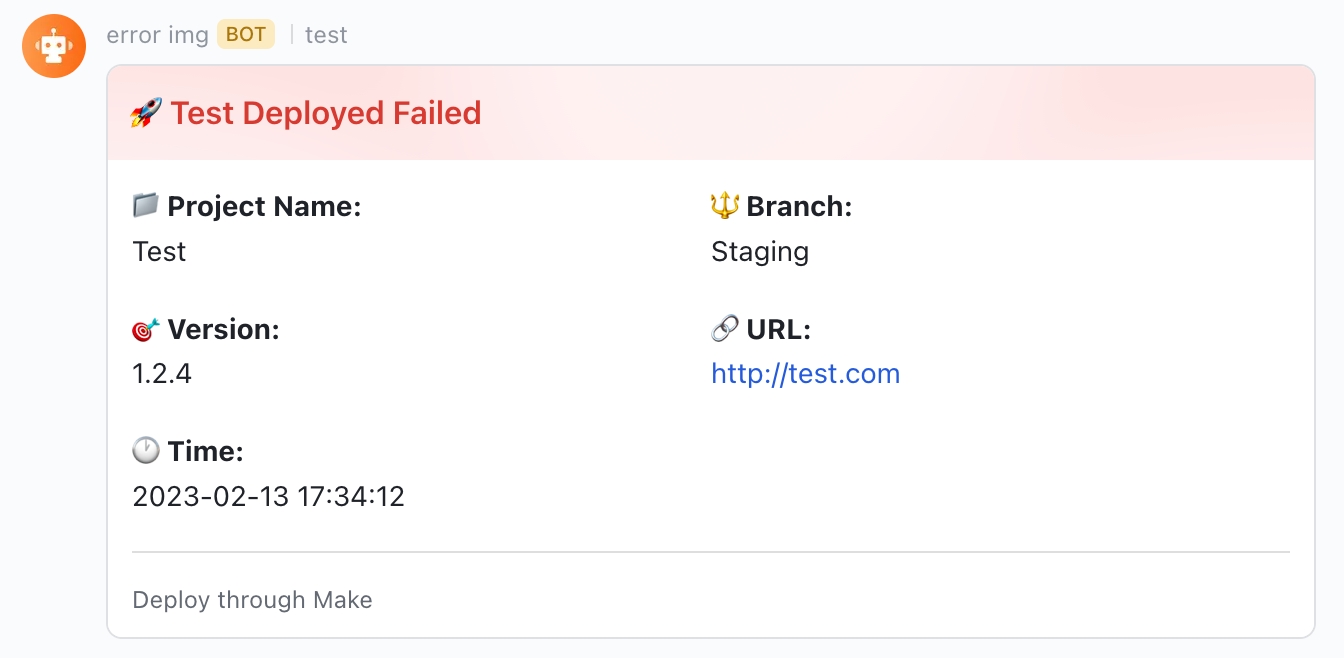 error img BOT | test
🚀 Test Deployed Failed
📁 Project Name:
Test
🔱 Branch:
Staging
🎯 Version:
1.2.4
🔗 URL:
http://test.com
🕐 Time:
2023-02-13 17:34:12
Deploy through Make